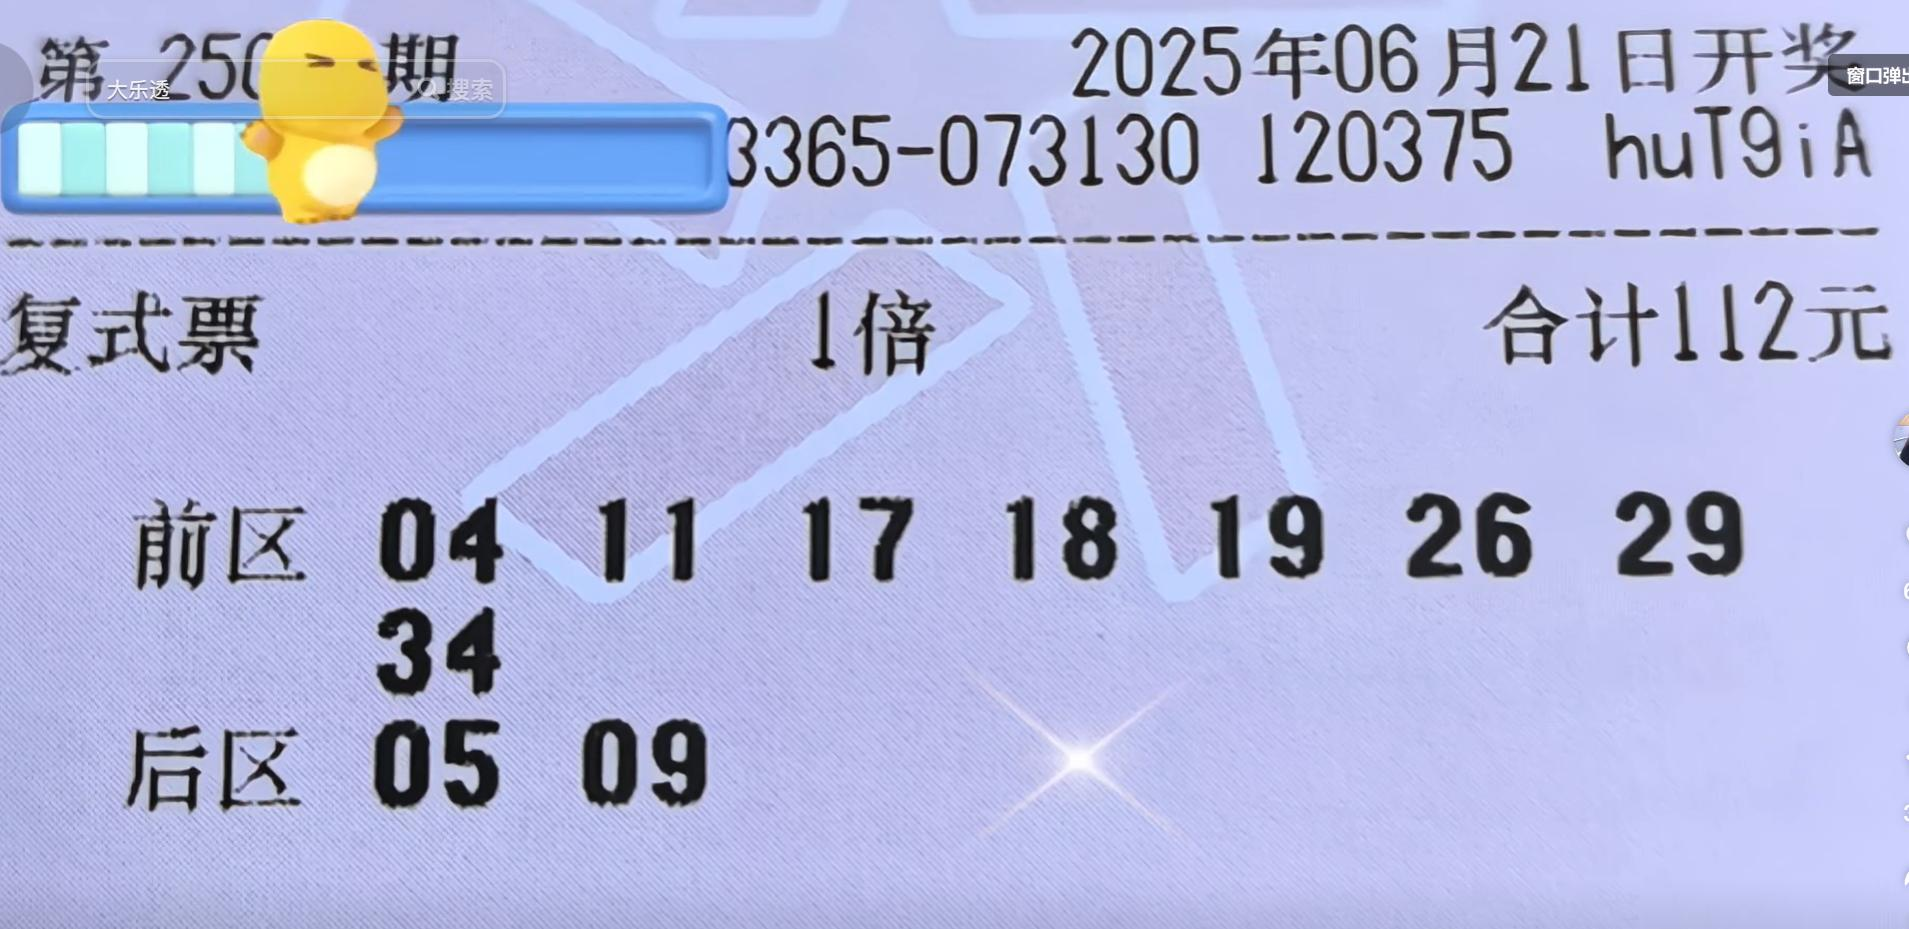 第 250 期 2025年06月21日开奖
大乐透 搜索
窗口弹出
3365-073130 120375 huT9iA
复式票 1倍 合计112元
前区 04 11 17 18 19 26 29
34
后区 05 09